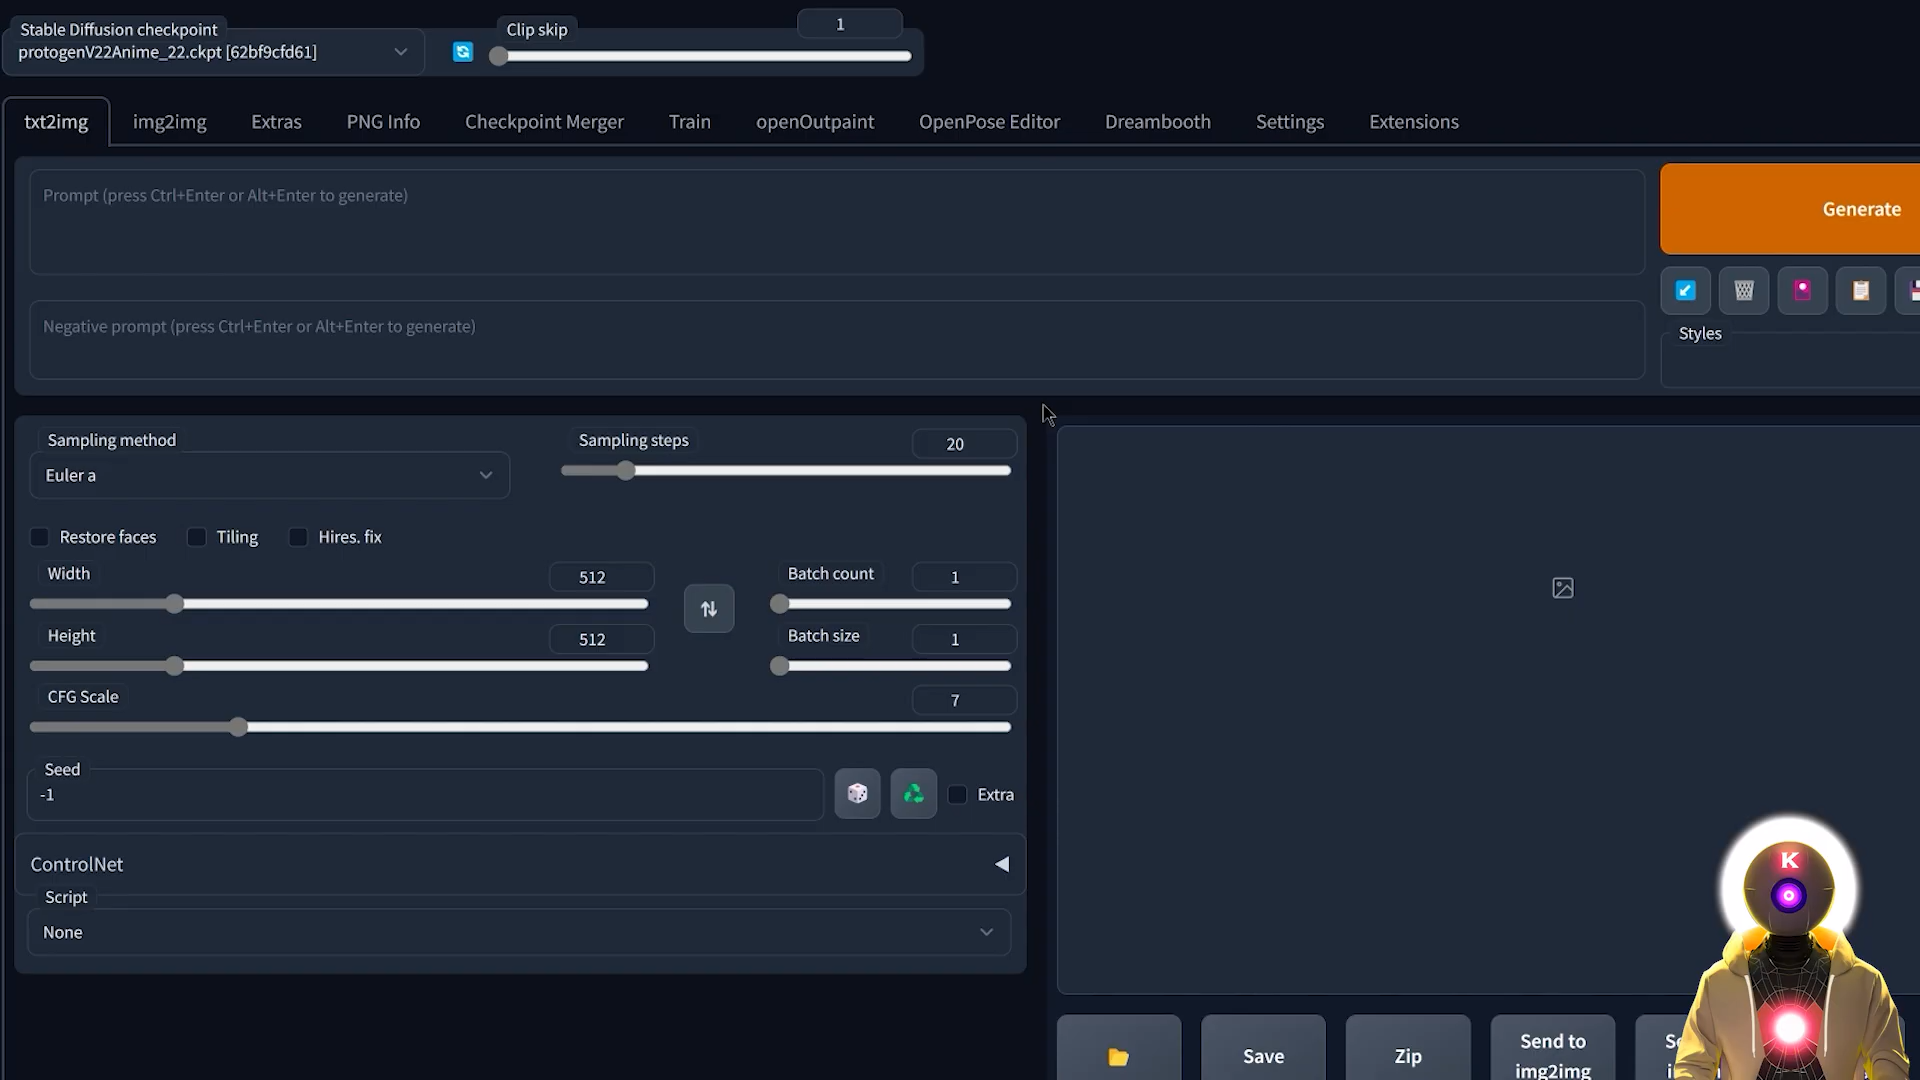 Stable Diffusion checkpoint
protogenV22Anime_22.ckpt [62bf9cfd61]
Clip skip
1
txt2img
img2img
Extras
PNG Info
Checkpoint Merger
Train
openOutpaint
OpenPose Editor
Dreambooth
Settings
Extensions
Prompt (press Ctrl+Enter or Alt+Enter to generate)
Generate
Negative prompt (press Ctrl+Enter or Alt+Enter to generate)
Styles
Sampling method
Euler a
Sampling steps
20
Restore faces
Tiling
Hires. fix
Width
512
Batch count
1
Height
512
Batch size
1
CFG Scale
7
Seed
-1
Extra
ControlNet
Script
None
Save
Zip
Send to
img2img
K